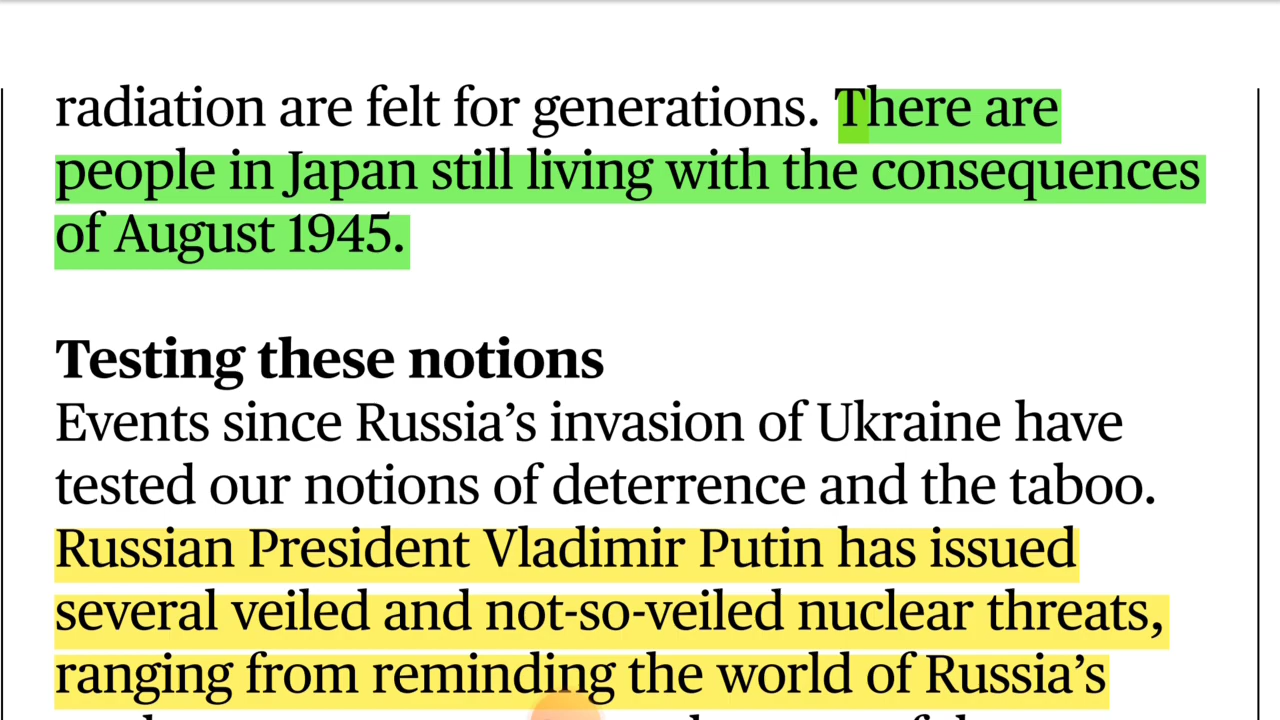 radiation are felt for generations. There are
people in Japan still living with the consequences
of August 1945.
Testing these notions
Events since Russia’s invasion of Ukraine have
tested our notions of deterrence and the taboo.
Russian President Vladimir Putin has issued
several veiled and not-so-veiled nuclear threats,
ranging from reminding the world of Russia’s